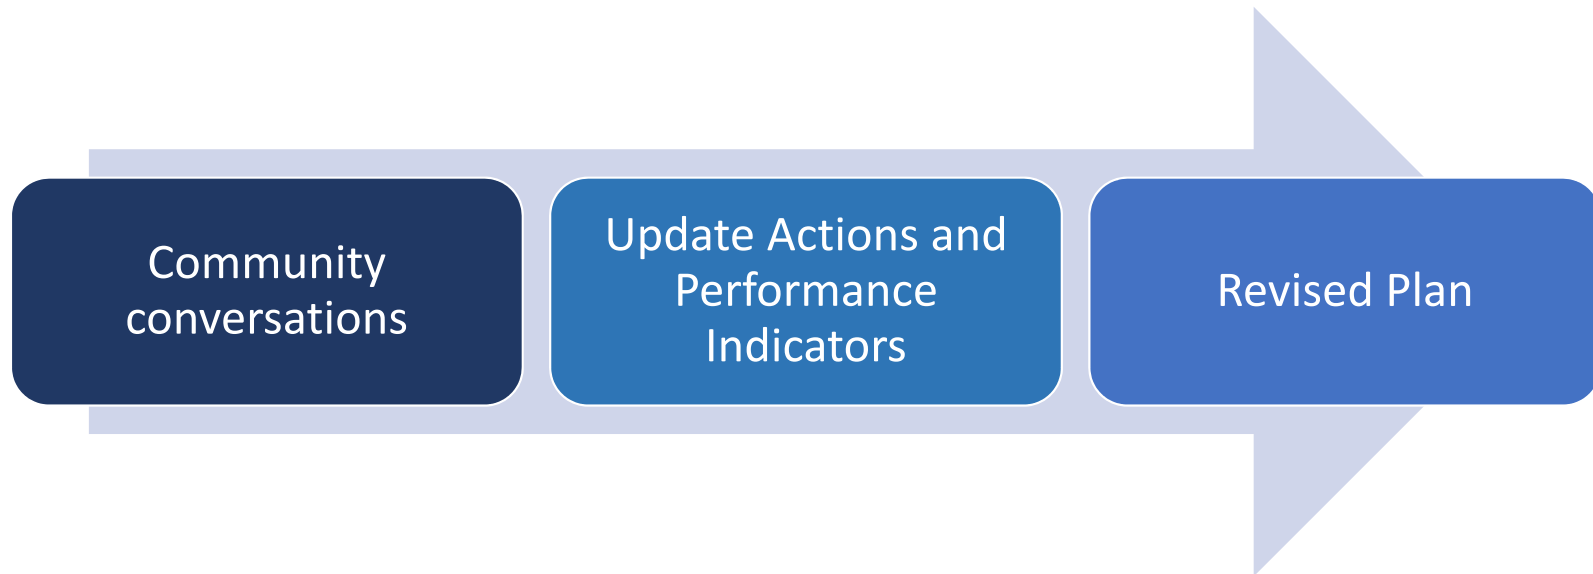 Community
conversations
Update Actions and
Performance
Indicators
Revised Plan